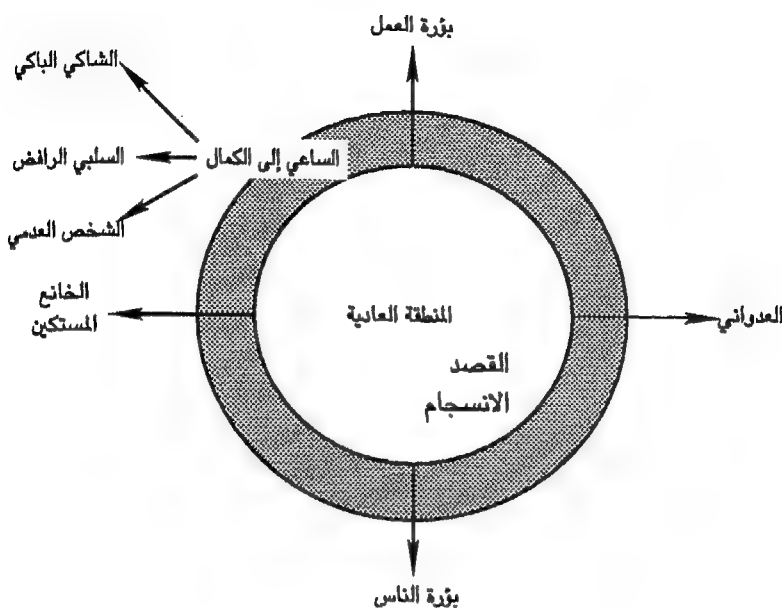 بؤرة العمل
الشاكي الباكي
الساعي إلى الكمال
السلبي الرافض
الشخص العدمي
الخانع
المستكين
المنطقة العادية
العدواني
القصد
الانسجام
بؤرة الناس